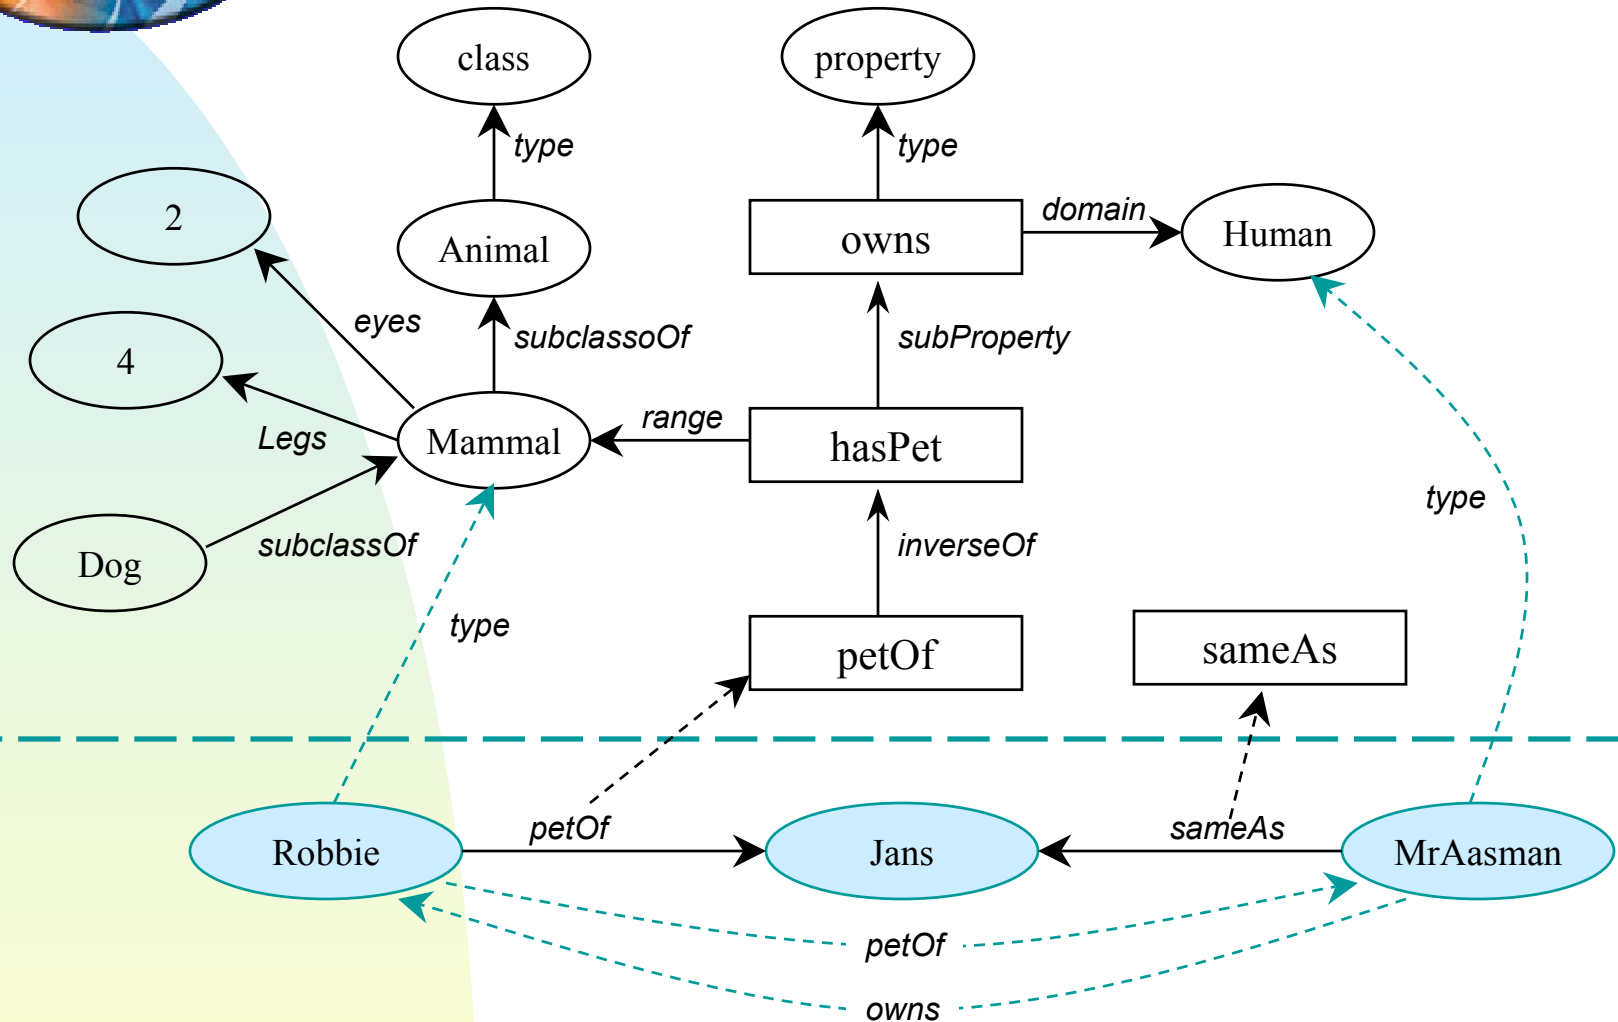 class
property
type
type
2
Animal
owns
domain
Human
eyes
subclassoOf
subProperty
4
Legs
Mammal
range
hasPet
type
Dog
subclassOf
inverseOf
type
petOf
sameAs
petOf
sameAs
Robbie
Jans
MrAasman
petOf
owns